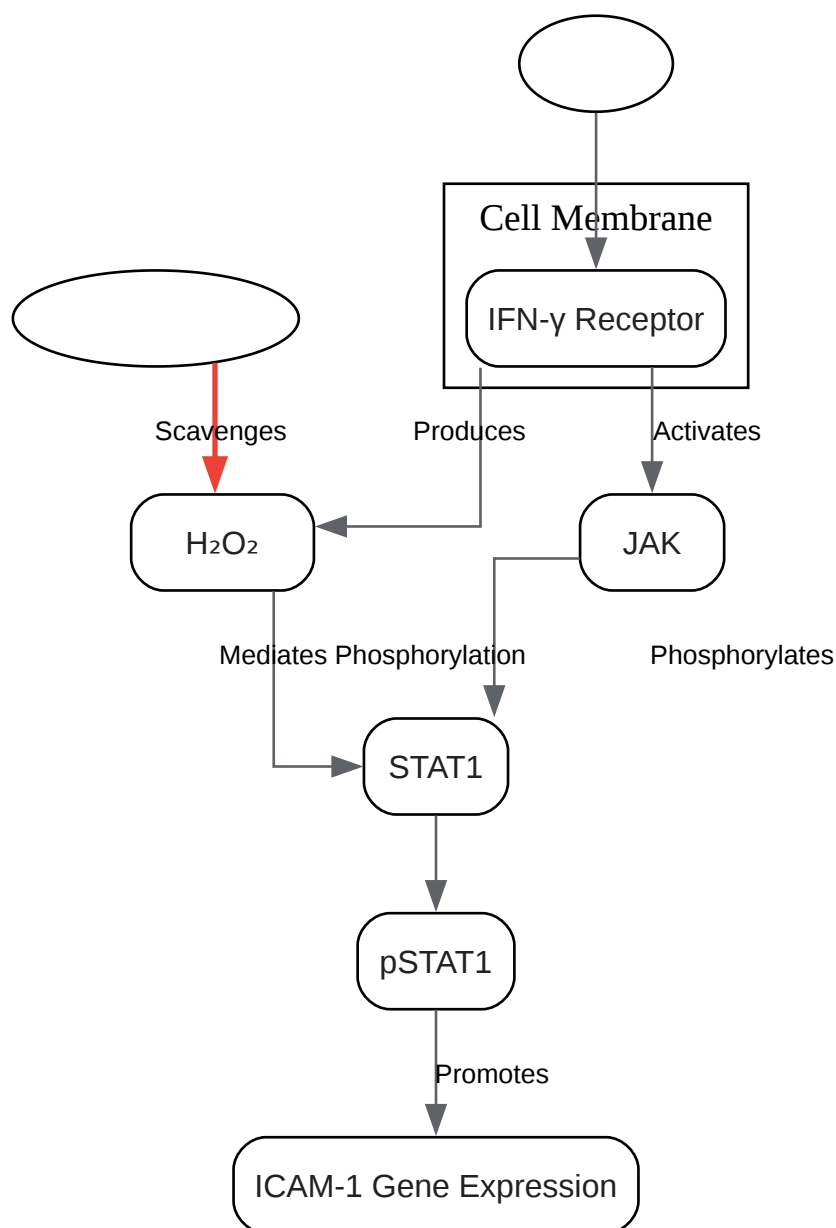 Cell Membrane
IFN-γ Receptor
Scavenges
Produces
Activates
H₂O₂
JAK
Mediates Phosphorylation
Phosphorylates
STAT1
pSTAT1
Promotes
ICAM-1 Gene Expression